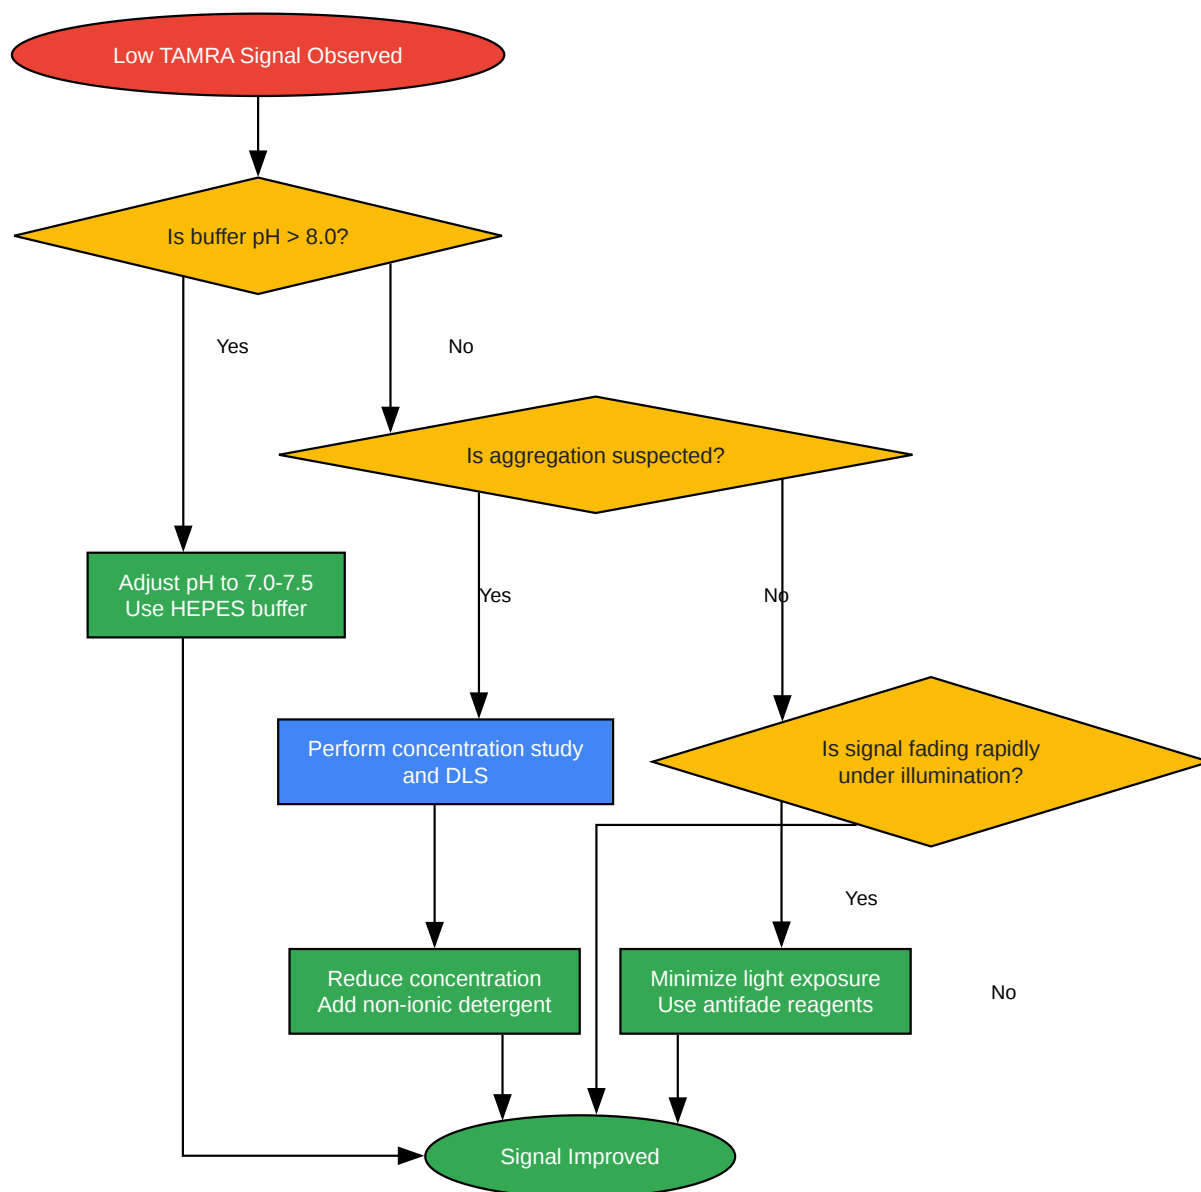 Low TAMRA Signal Observed
Is buffer pH > 8.0?
Yes
No
Is aggregation suspected?
Adjust pH to 7.0-7.5
Use HEPES buffer
Yes
No
Perform concentration study
and DLS
Is signal fading rapidly
under illumination?
Yes
Reduce concentration
Add non-ionic detergent
Minimize light exposure
Use antifade reagents
No
Signal Improved